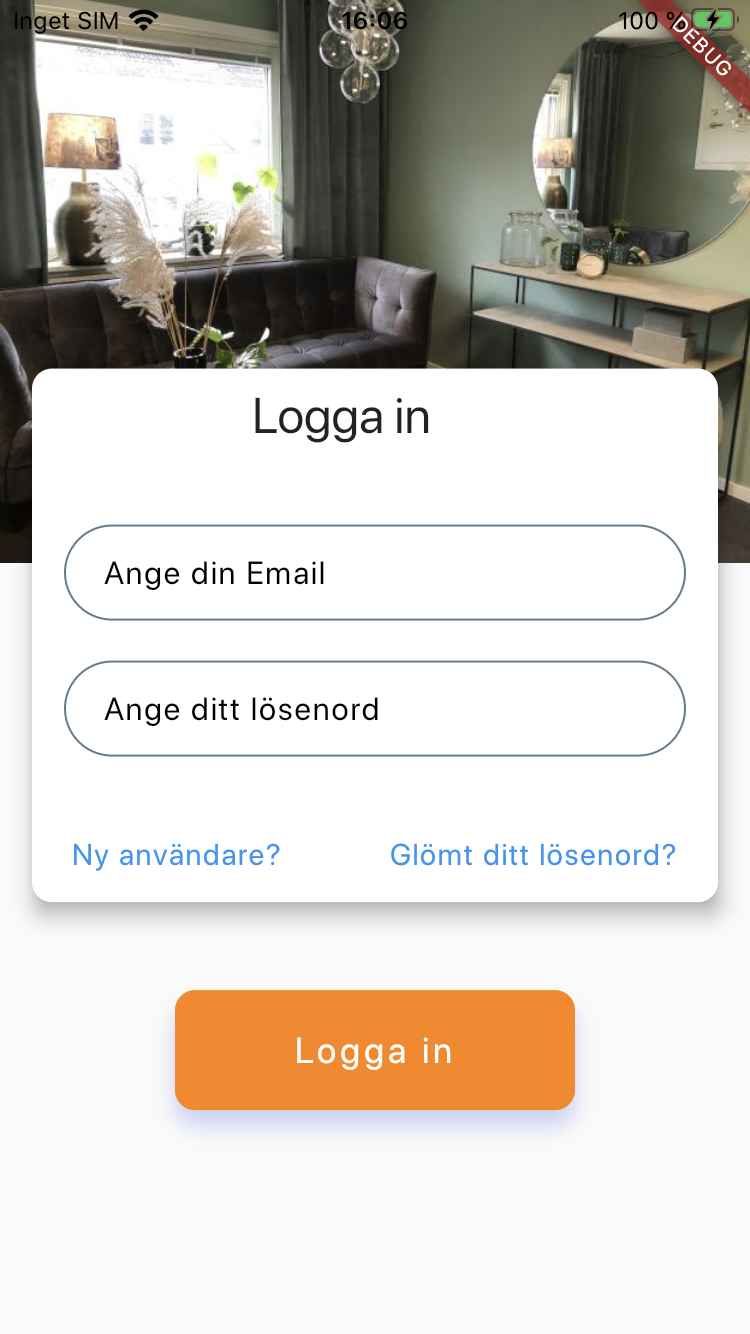 Inget SIM 16:06 100 %
DEBUG
Logga in
Ange din Email
Ange ditt lösenord
Ny användare? Glömt ditt lösenord?
Logga in